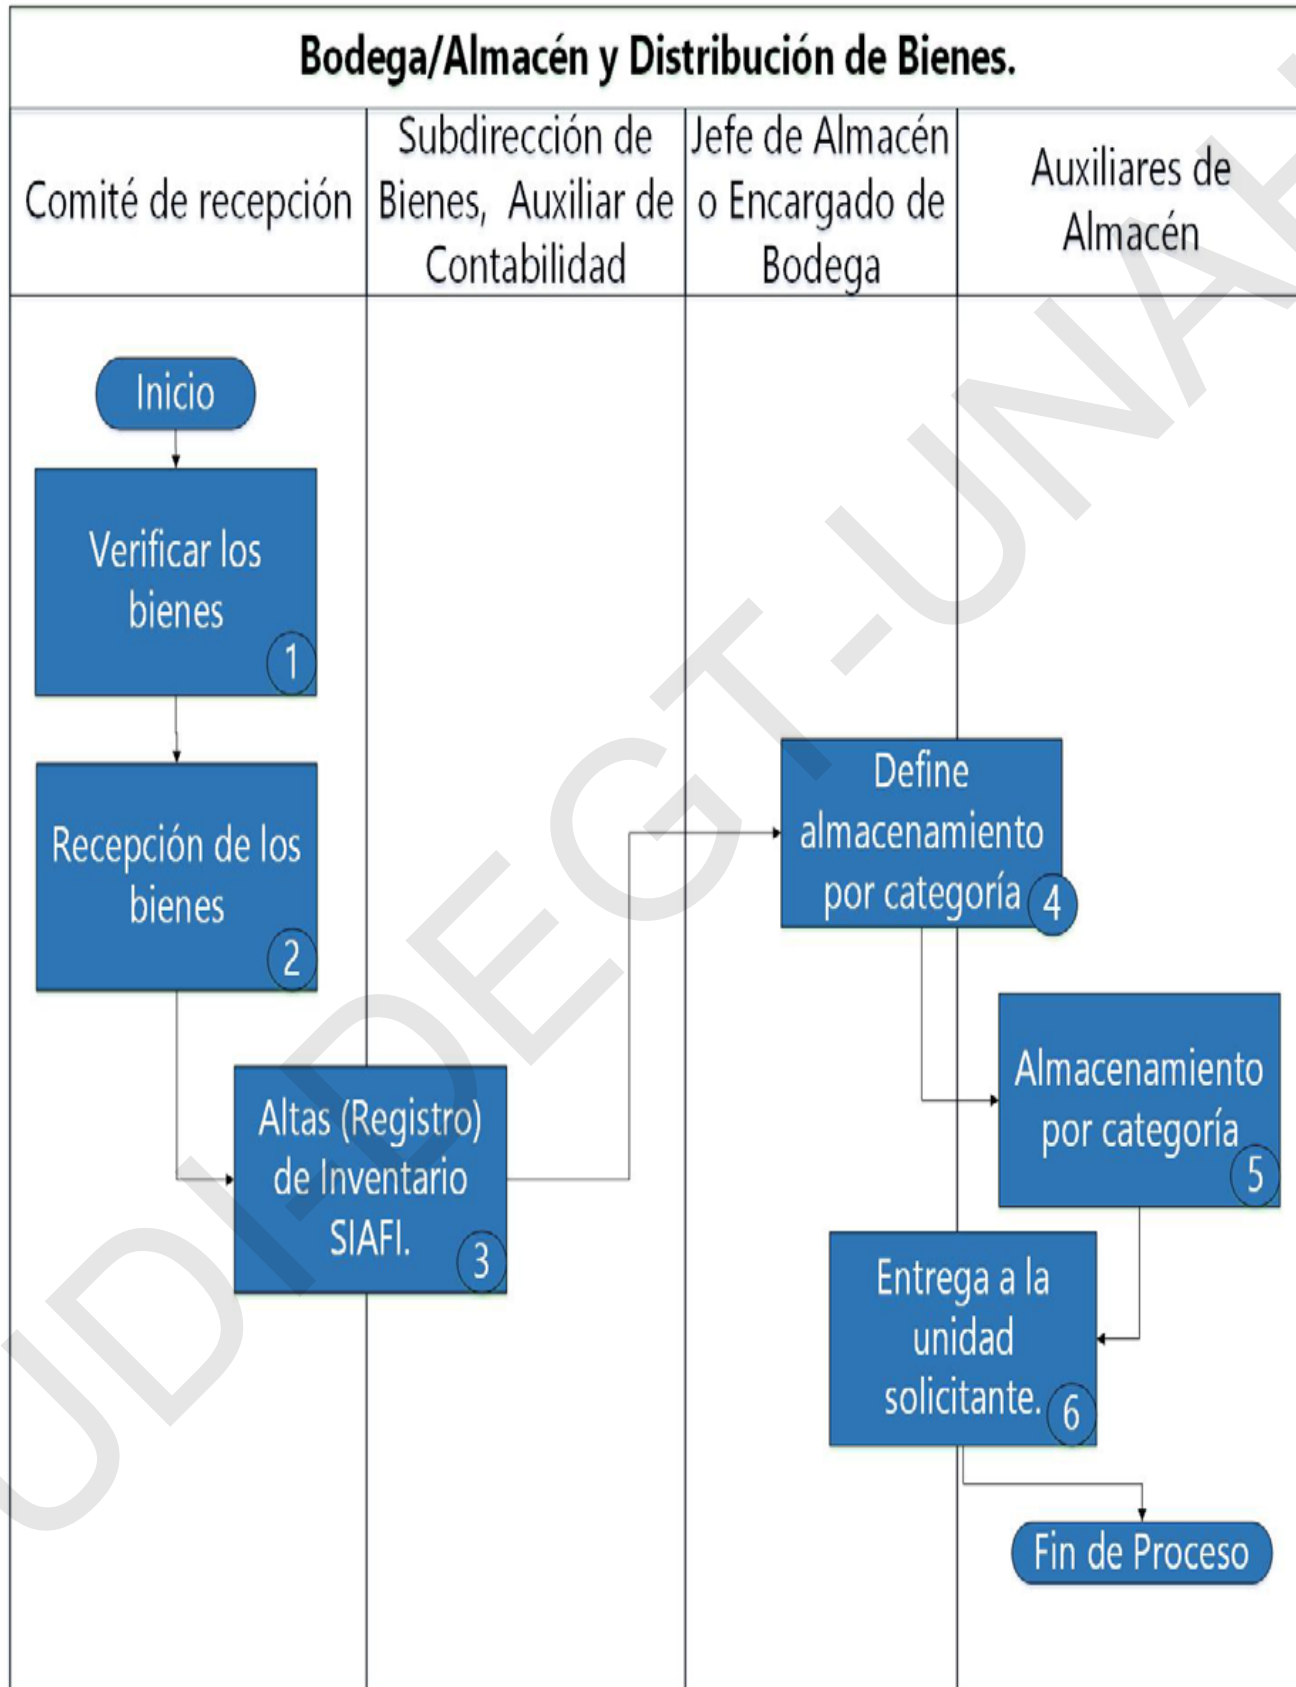 Bodega/Almacén y Distribución de Bienes.
Comité de recepción
Subdirección de
Bienes, Auxiliar de
Contabilidad
Jefe de Almacén
o Encargado de
Bodega
Auxiliares de
Almacén
Inicio
Verificar los
bienes
1
Recepción de los
bienes
2
Altas (Registro)
de Inventario
SIAFI.
3
Define
almacenamiento
por categoría
4
Almacenamiento
por categoría
5
Entrega a la
unidad
solicitante.
6
Fin de Proceso
UDI-DEGT-UNAH